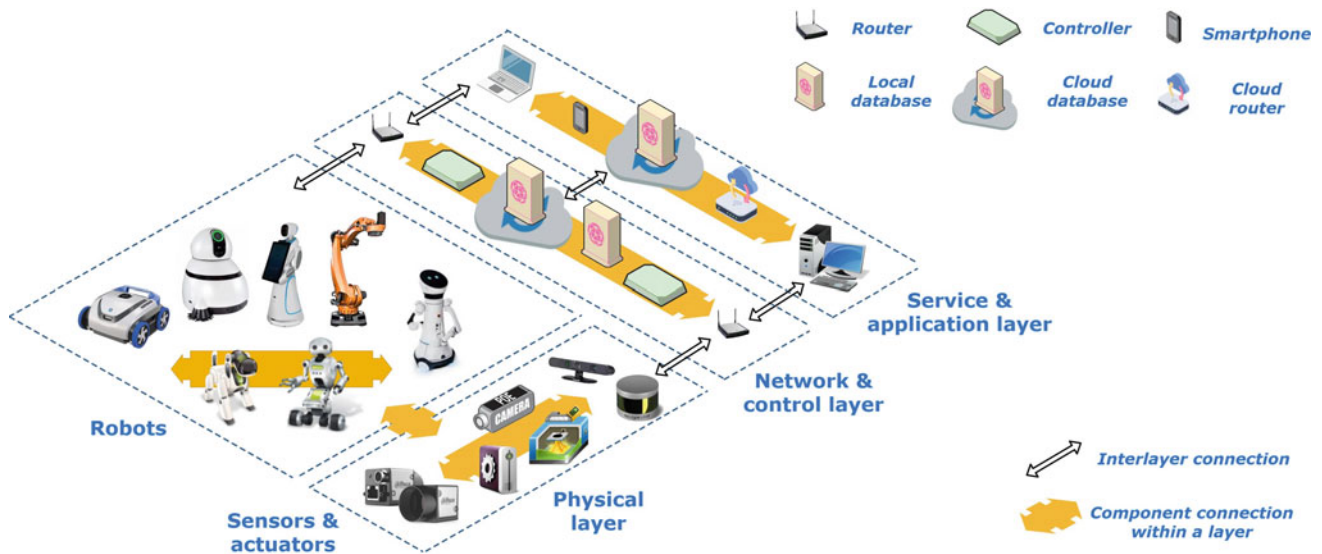 Router
Controller
Smartphone
Local
database
Cloud
database
Cloud
router
Service &
application layer
Network &
control layer
Robots
CAMERA
Physical
layer
Sensors &
actuators
Interlayer connection
Component connection
within a layer